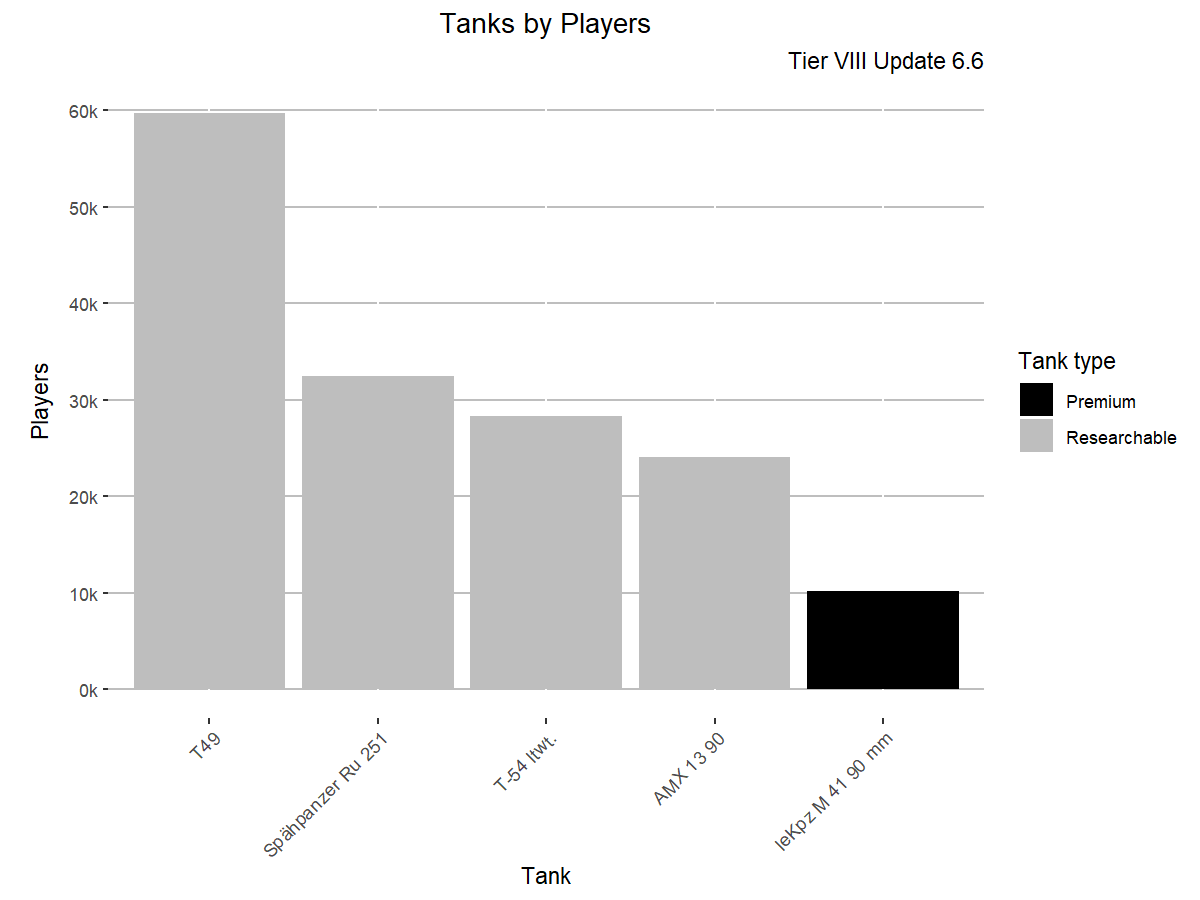 Tanks by Players
Tier VIII Update 6.6
60k
50k
40k
30k
20k
10k
0k
Players
T49
Spähpanzer Ru 251
T-54 ltwt.
AMX 13 90
leKpz M 41 90 mm
Tank
Tank type
Premium
Researchable